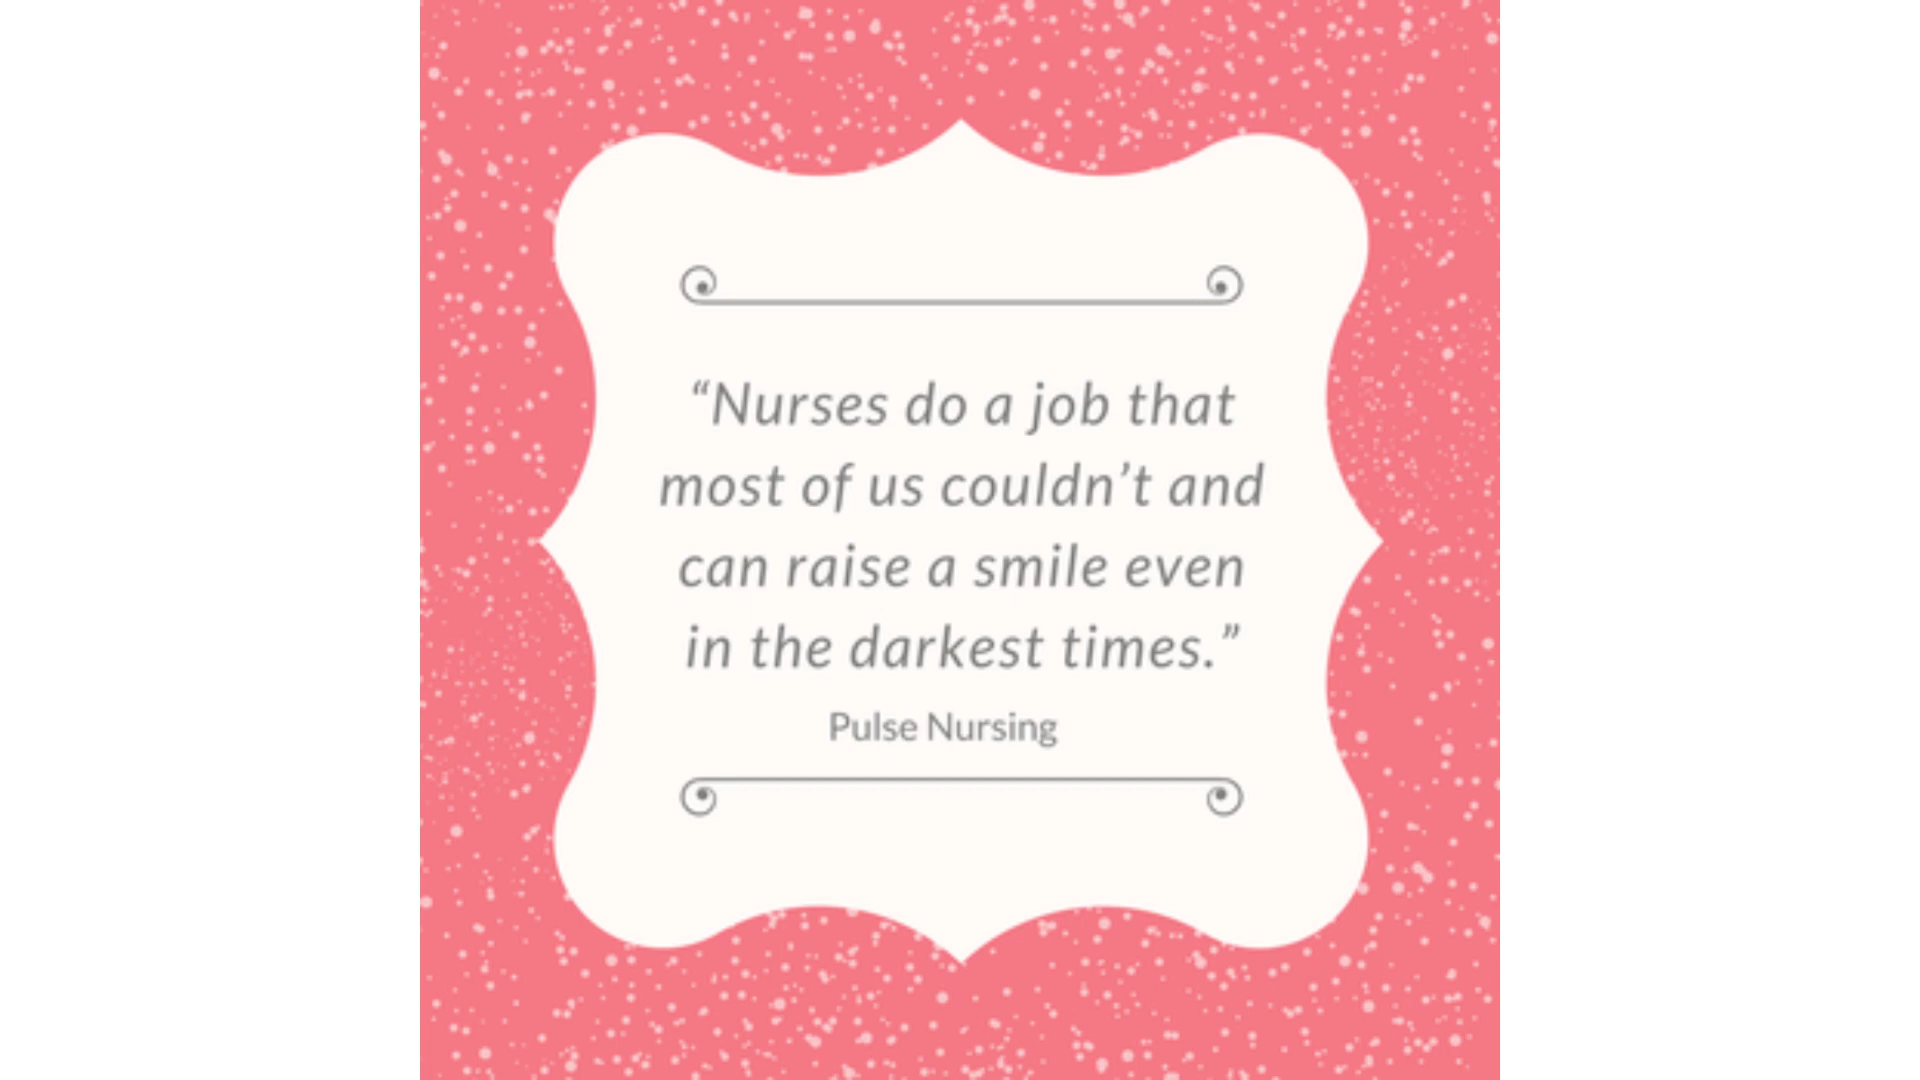 “Nurses do a job that
most of us couldn’t and
can raise a smile even
in the darkest times.”
Pulse Nursing